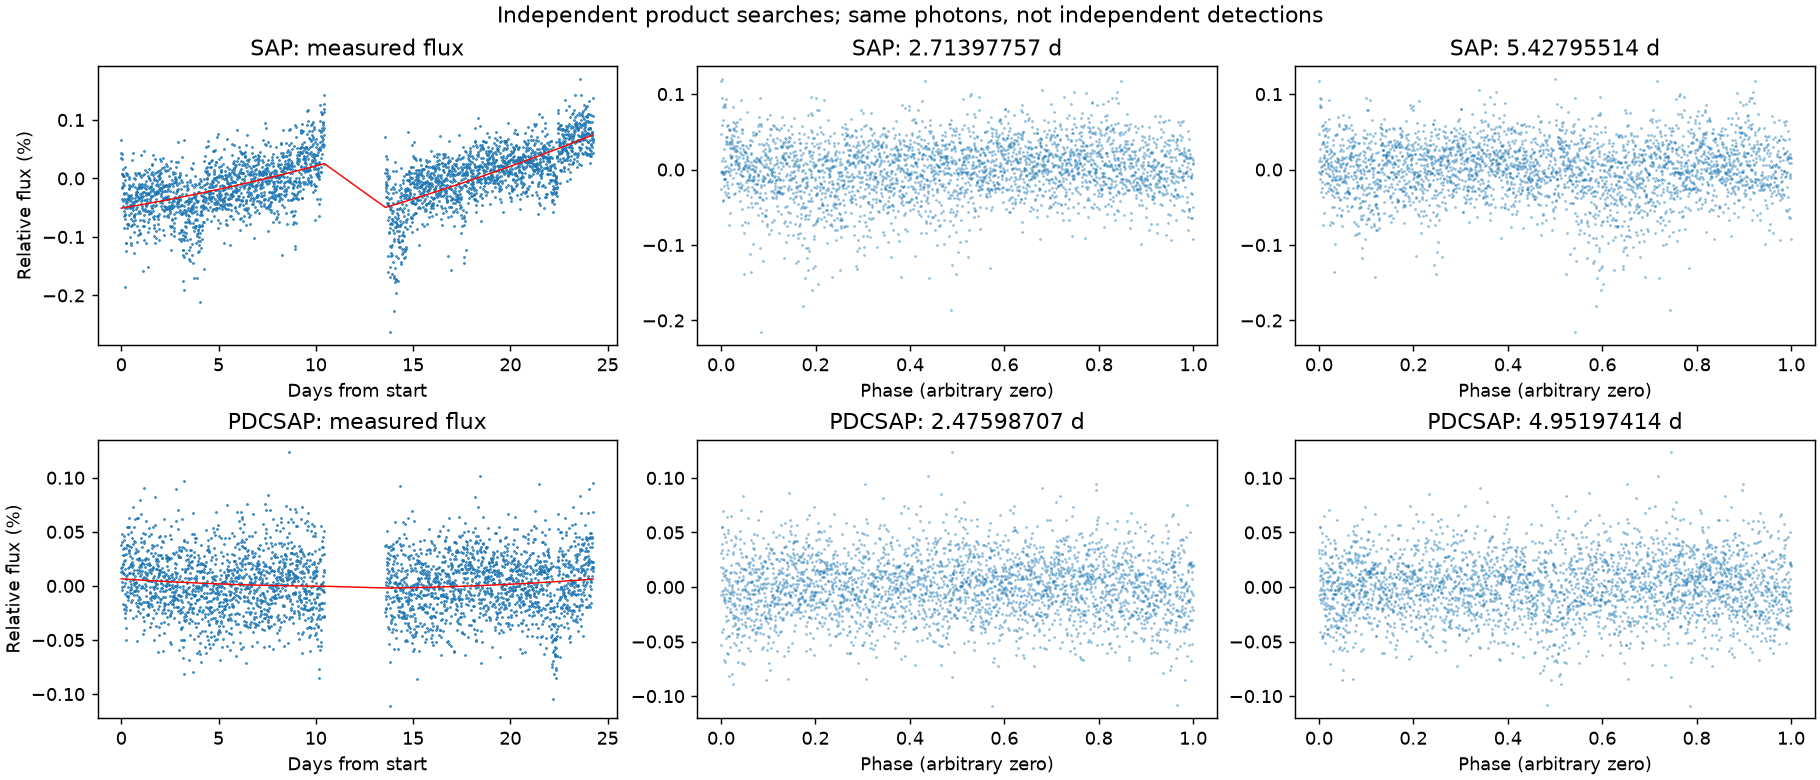 Independent product searches; same photons, not independent detections
SAP: measured flux
SAP: 2.71397757 d
SAP: 5.42795514 d
Relative flux (%)
0.1
0.0
−0.1
−0.2
0 5 10 15 20 25
Days from start
0.1
0.0
−0.1
−0.2
0.0 0.2 0.4 0.6 0.8 1.0
Phase (arbitrary zero)
0.1
0.0
−0.1
−0.2
0.0 0.2 0.4 0.6 0.8 1.0
Phase (arbitrary zero)
PDCSAP: measured flux
PDCSAP: 2.47598707 d
PDCSAP: 4.95197414 d
Relative flux (%)
0.10
0.05
0.00
−0.05
−0.10
0 5 10 15 20 25
Days from start
0.10
0.05
0.00
−0.05
−0.10
0.0 0.2 0.4 0.6 0.8 1.0
Phase (arbitrary zero)
0.10
0.05
0.00
−0.05
−0.10
0.0 0.2 0.4 0.6 0.8 1.0
Phase (arbitrary zero)